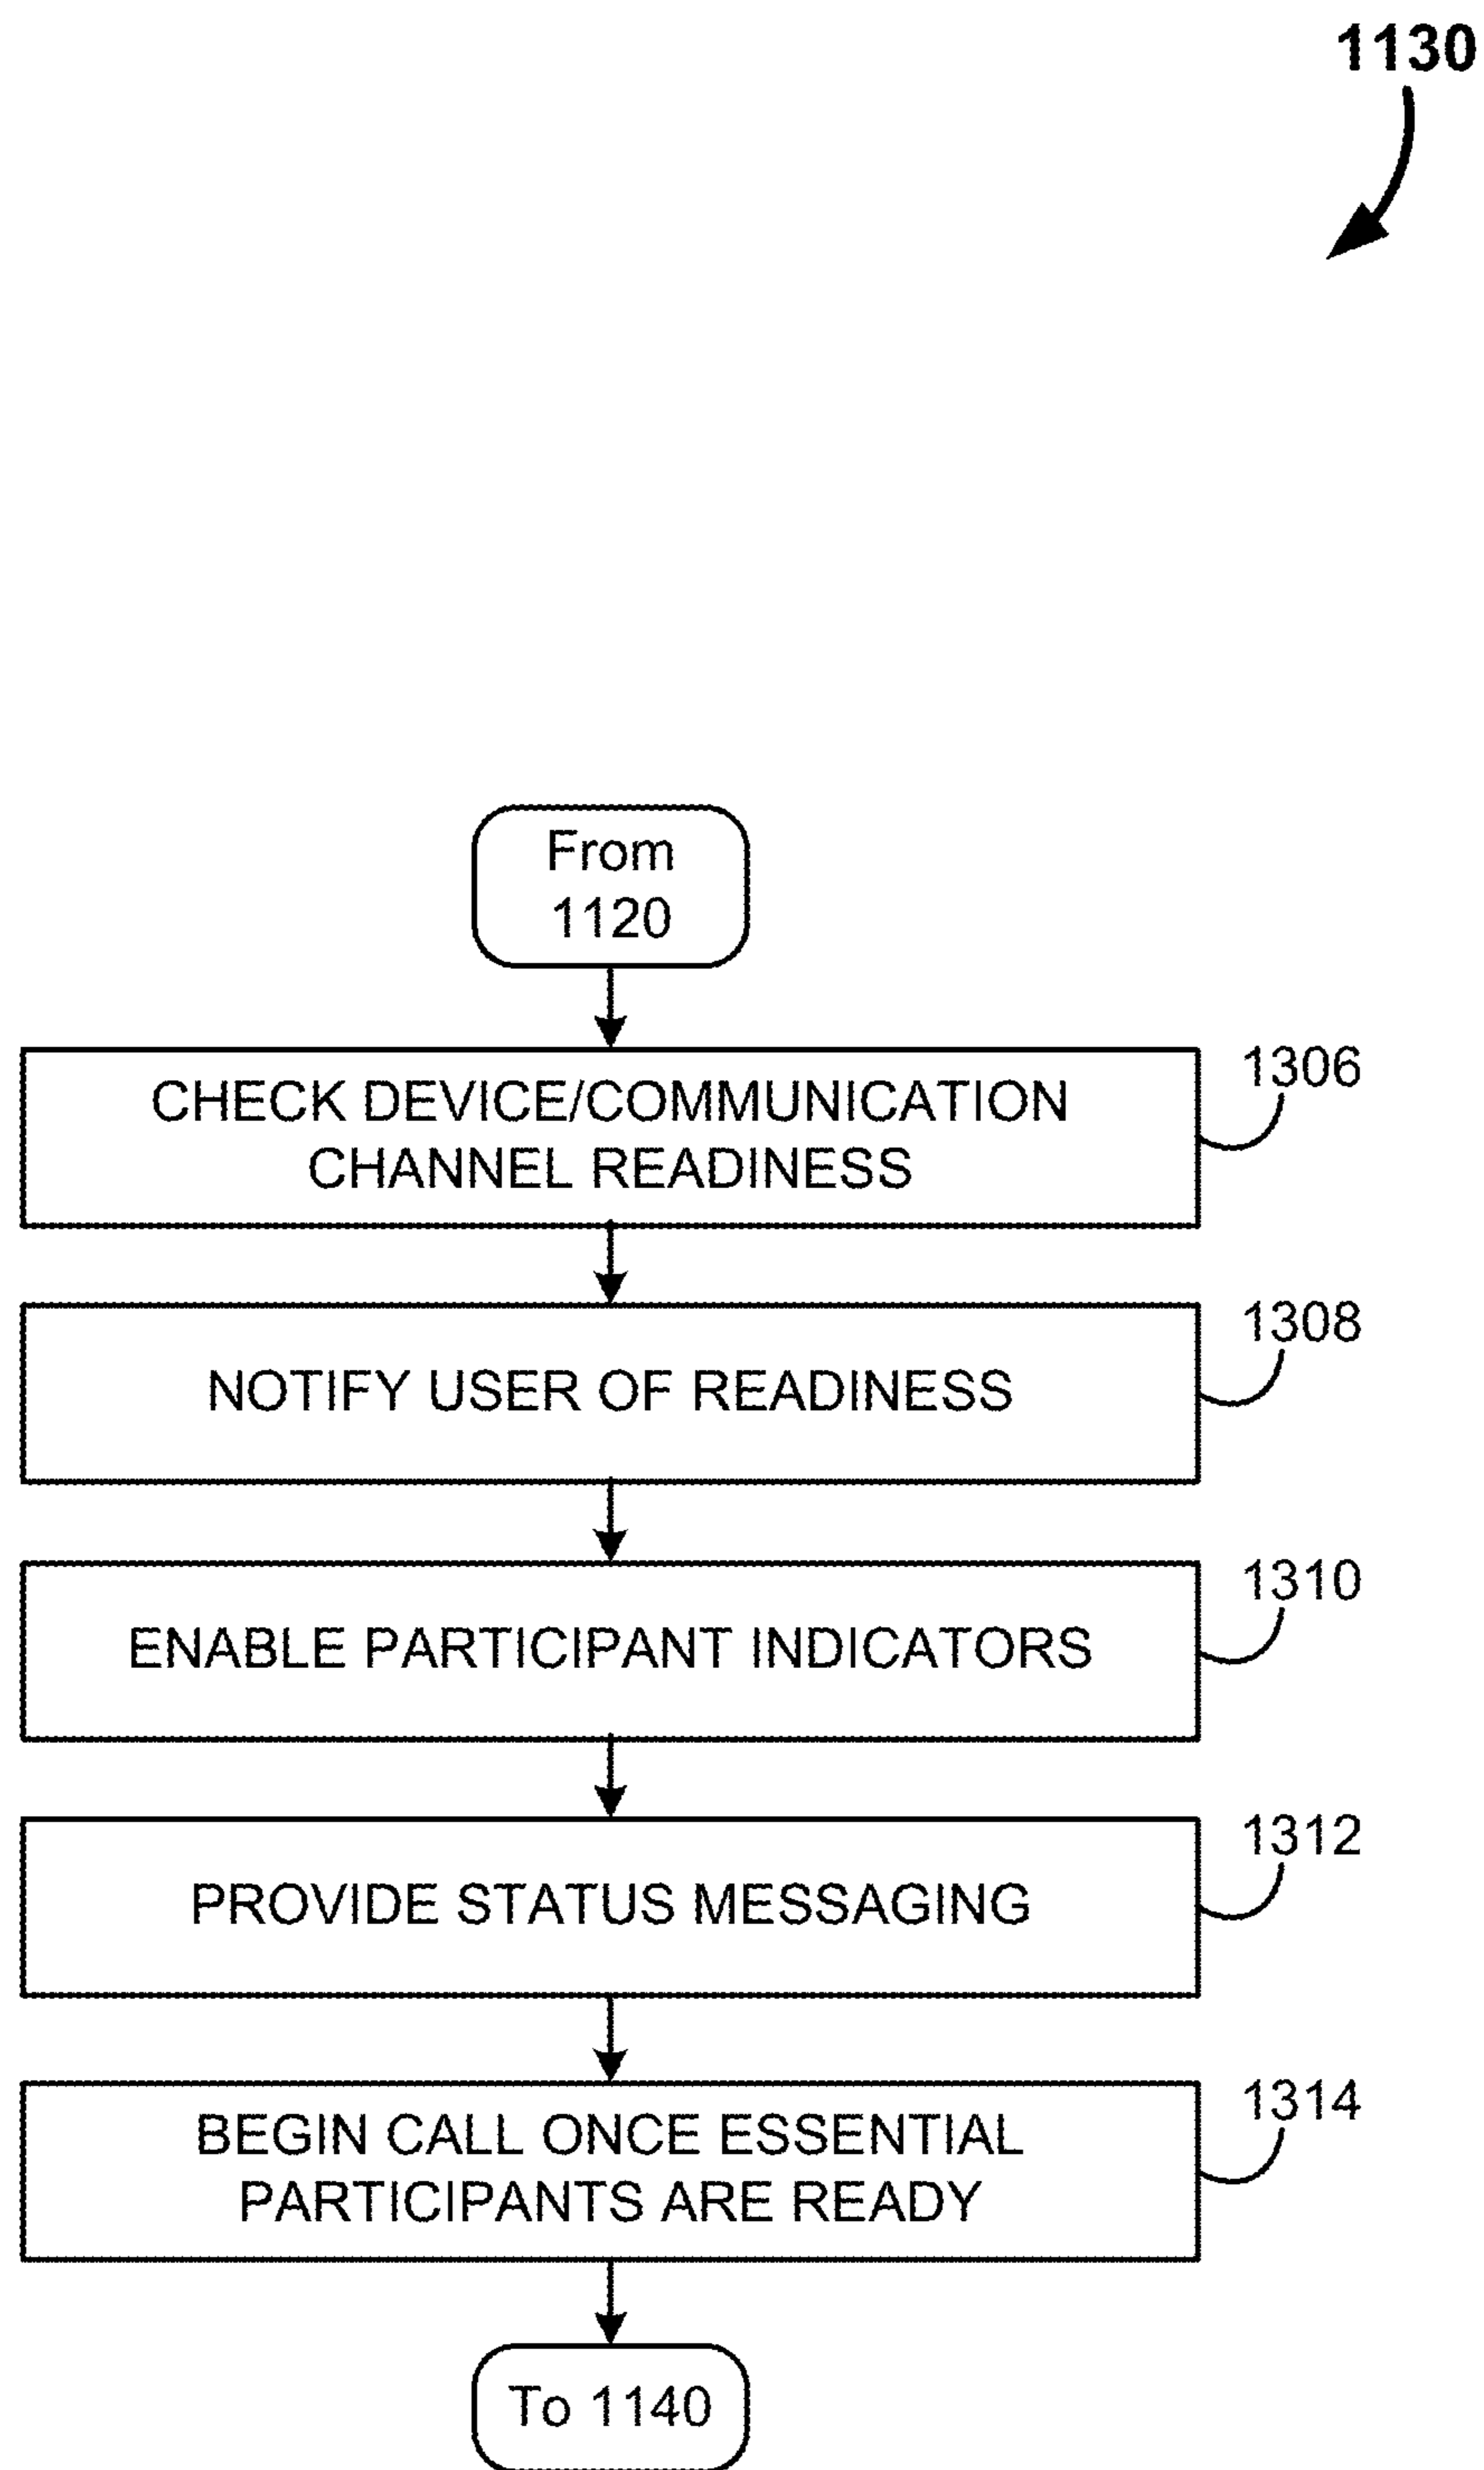 1130
From
1120
CHECK DEVICE/COMMUNICATION
CHANNEL READINESS
1306
NOTIFY USER OF READINESS
1308
ENABLE PARTICIPANT INDICATORS
1310
PROVIDE STATUS MESSAGING
1312
BEGIN CALL ONCE ESSENTIAL
PARTICIPANTS ARE READY
1314
To 1140